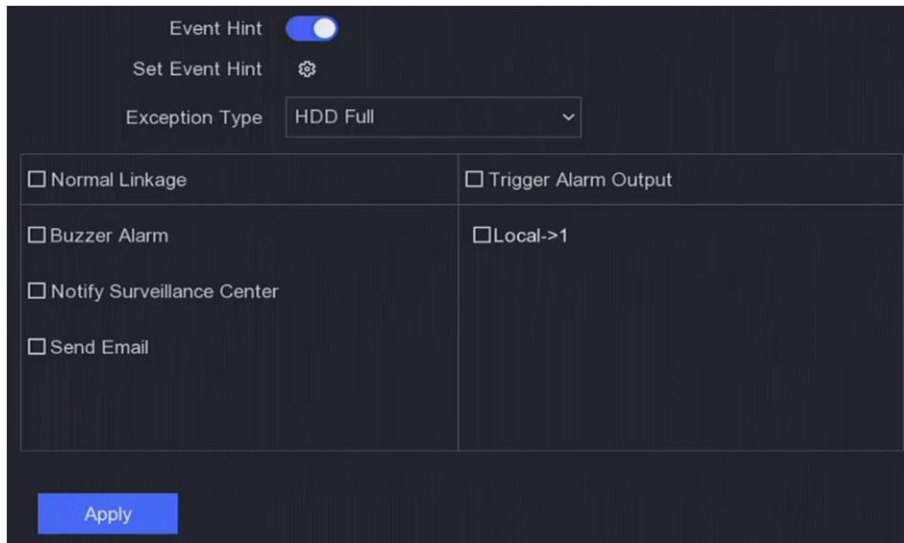 Event Hint
Set Event Hint
Exception Type HDD Full
Normal Linkage Trigger Alarm Output
Buzzer Alarm Local->1
Notify Surveillance Center
Send Email
Apply